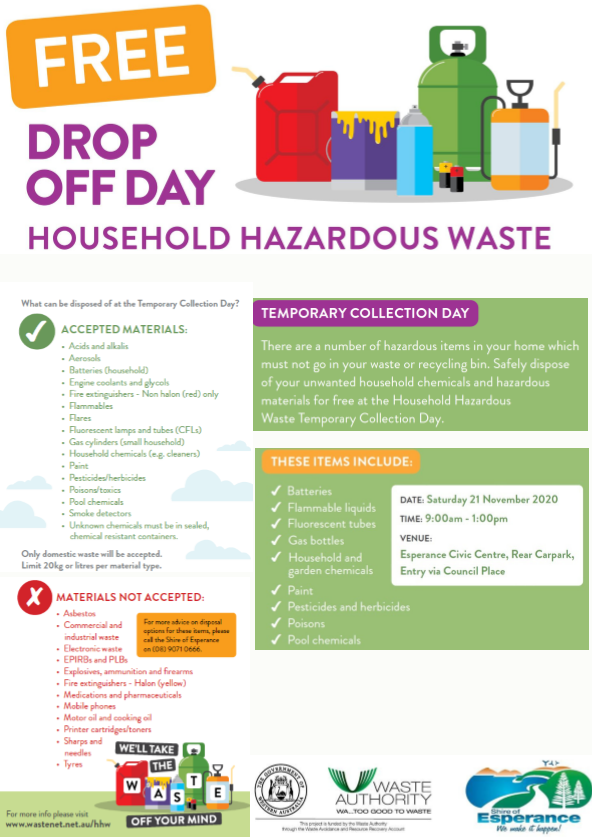 FREE
DROP
OFF DAY
HOUSEHOLD HAZARDOUS WASTE
What can be disposed of at the Temporary Collection Day?
✓ ACCEPTED MATERIALS:
• Acids and alkalis
• Aerosols
• Batteries (household)
• Engine coolants and glycols
• Fire extinguishers - Non halon (red) only
• Flammables
• Flares
• Fluorescent lamps and tubes (CFLs)
• Gas cylinders (small household)
• Household chemicals (e.g. cleaners)
• Paint
• Pesticides/herbicides
• Poisons/toxics
• Pool chemicals
• Smoke detectors
• Unknown chemicals must be in sealed,
chemical resistant containers.
Only domestic waste will be accepted.
Limit 20kg or litres per material type.
✗ MATERIALS NOT ACCEPTED:
• Asbestos
• Commercial and
industrial waste
• Electronic waste
• EPIRBs and PLBs
• Explosives, ammunition and firearms
• Fire extinguishers - Halon (yellow)
• Medications and pharmaceuticals
• Mobile phones
• Motor oil and cooking oil
• Printer cartridges/toners
• Sharps and
needles
• Tyres
For more advice on disposal
options for these items, please
call the Shire of Esperance
on (08) 9071 0666.
WE'LL TAKE
THE
WASTE
OFF YOUR MIND
For more info please visit
www.wastenet.net.au/hhw
TEMPORARY COLLECTION DAY
There are a number of hazardous items in your home which
must not go in your waste or recycling bin. Safely dispose
of your unwanted household chemicals and hazardous
materials for free at the Household Hazardous
Waste Temporary Collection Day.
THESE ITEMS INCLUDE:
✓ Batteries
✓ Flammable liquids
✓ Fluorescent tubes
✓ Gas bottles
✓ Household and
garden chemicals
✓ Paint
✓ Pesticides and herbicides
✓ Poisons
✓ Pool chemicals
DATE: Saturday 21 November 2020
TIME: 9:00am - 1:00pm
VENUE:
Esperance Civic Centre, Rear Carpark,
Entry via Council Place
THE GOVERNMENT OF
WESTERN AUSTRALIA
WASTE
AUTHORITY
WA...TOO GOOD TO WASTE
This project is funded by the Waste Authority
through the Waste Avoidance and Resource Recovery Account
Shire of
Esperance
We make it happen!